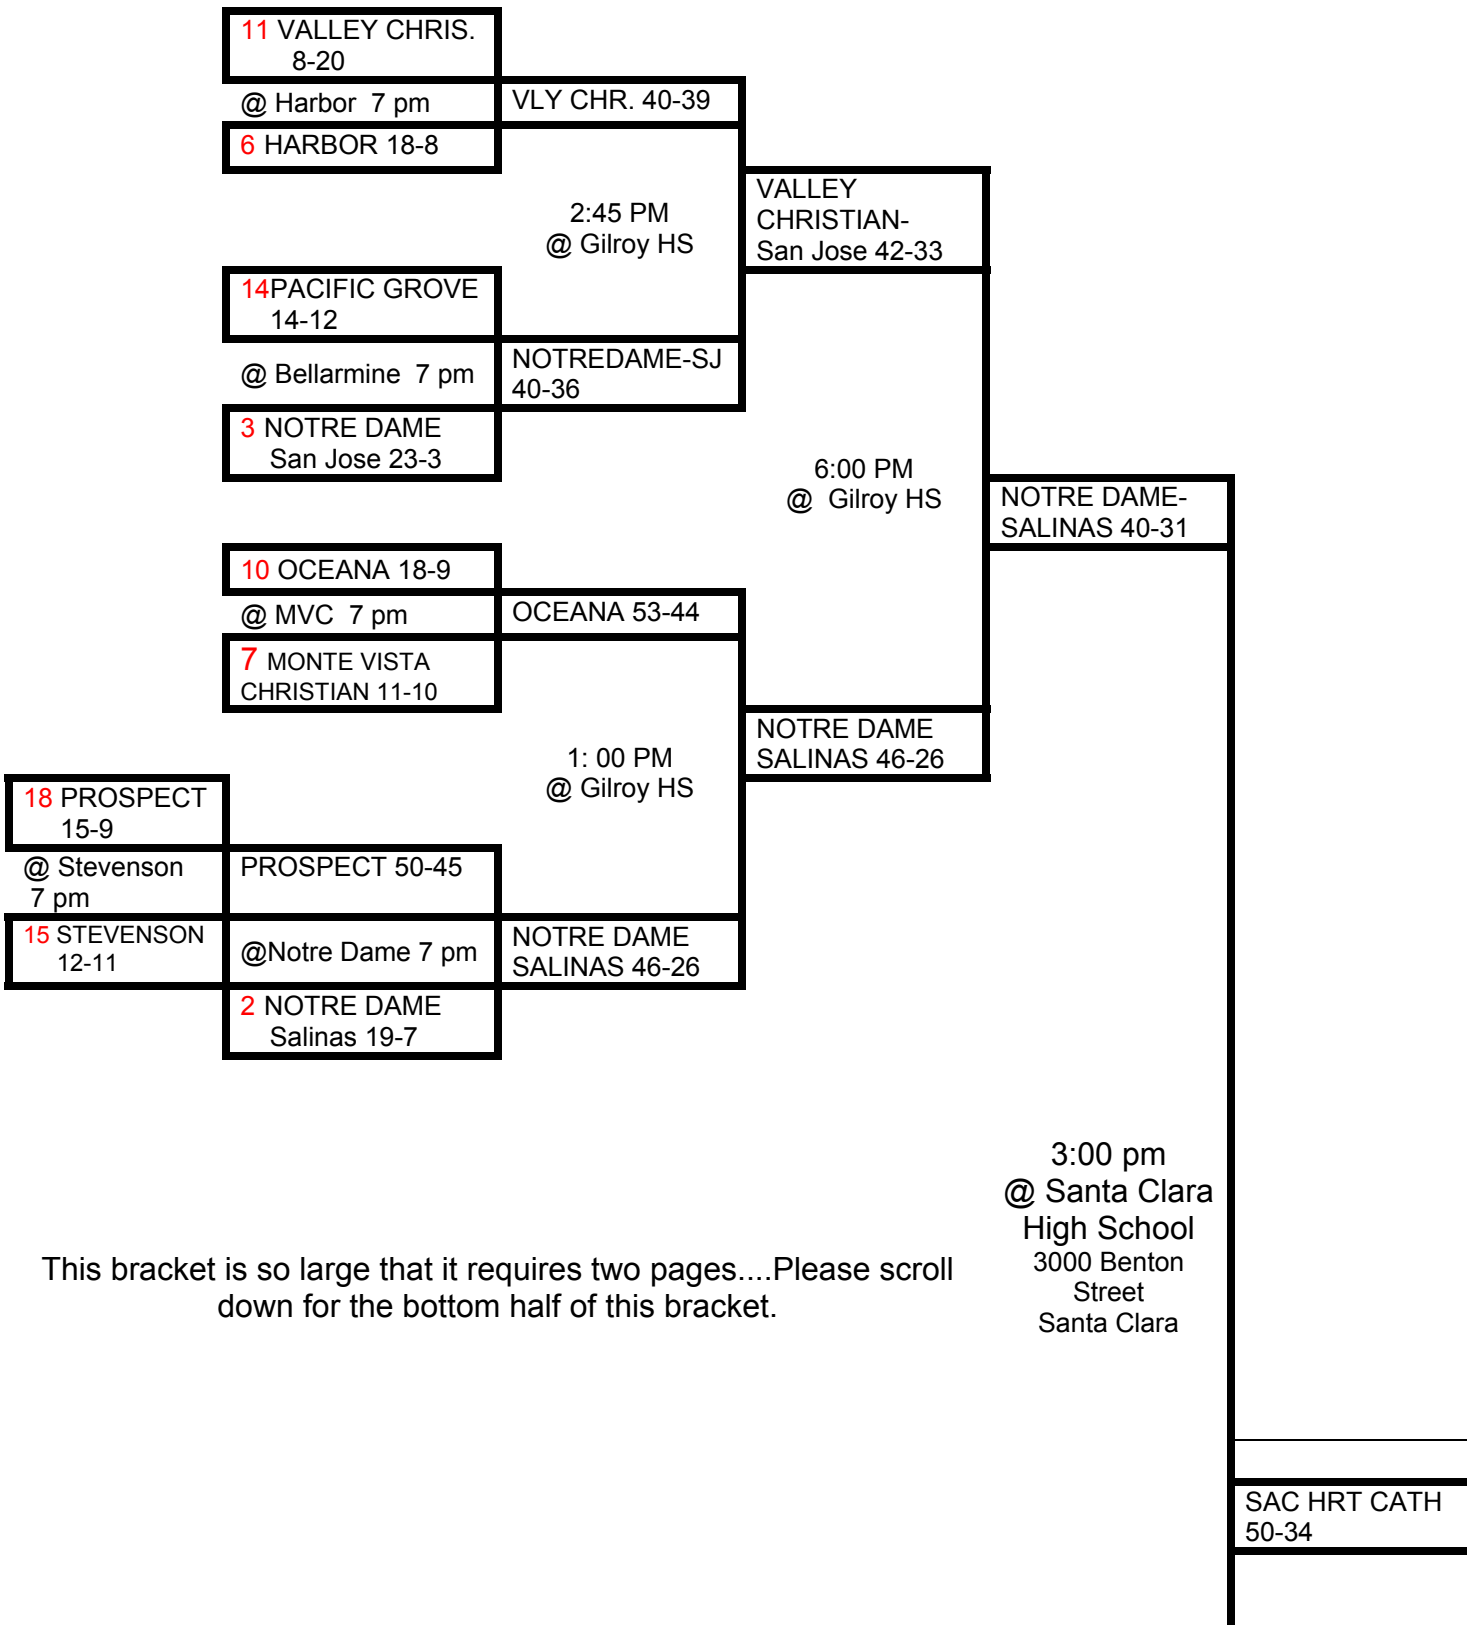 11 VALLEY CHRIS.
8-20
@ Harbor 7 pm
VLY CHR. 40-39
6 HARBOR 18-8
2:45 PM
@ Gilroy HS
VALLEY
CHRISTIAN-
San Jose 42-33
14PACIFIC GROVE
14-12
@ Bellarmine 7 pm
NOTREDAME-SJ
40-36
3 NOTRE DAME
San Jose 23-3
6:00 PM
@ Gilroy HS
NOTRE DAME-
SALINAS 40-31
10 OCEANA 18-9
@ MVC 7 pm
OCEANA 53-44
7 MONTE VISTA
CHRISTIAN 11-10
1: 00 PM
@ Gilroy HS
NOTRE DAME
SALINAS 46-26
18 PROSPECT
15-9
@ Stevenson
7 pm
PROSPECT 50-45
15 STEVENSON
12-11
@Notre Dame 7 pm
NOTRE DAME
SALINAS 46-26
2 NOTRE DAME
Salinas 19-7
3:00 pm
@ Santa Clara
High School
3000 Benton
Street
Santa Clara
This bracket is so large that it requires two pages....Please scroll
down for the bottom half of this bracket.
SAC HRT CATH
50-34